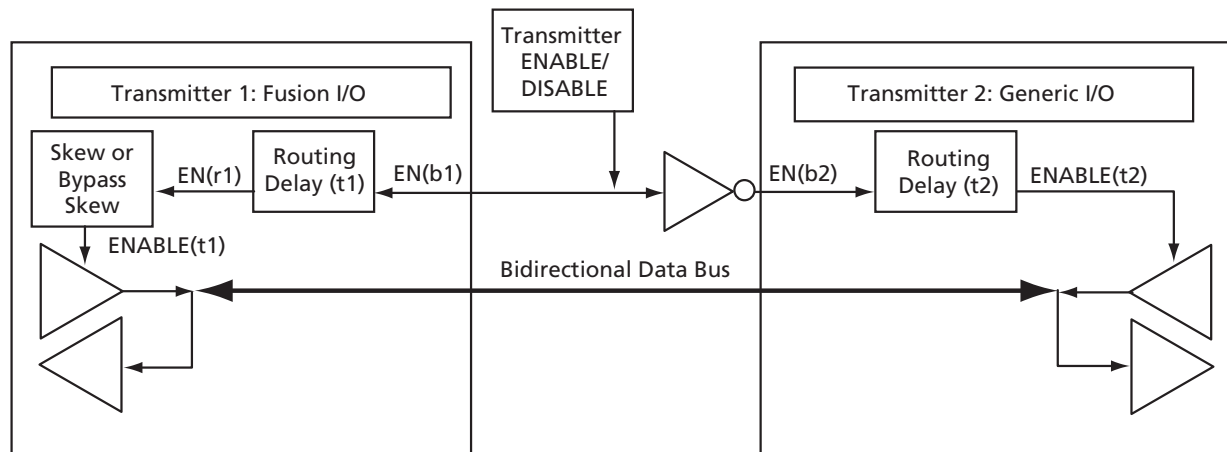 Transmitter
ENABLE/
DISABLE
Transmitter 1: Fusion I/O
Transmitter 2: Generic I/O
Skew or
Bypass
Skew
EN(r1)
Routing
Delay (t1)
EN(b1)
EN(b2)
Routing
Delay (t2)
ENABLE(t2)
ENABLE(t1)
Bidirectional Data Bus